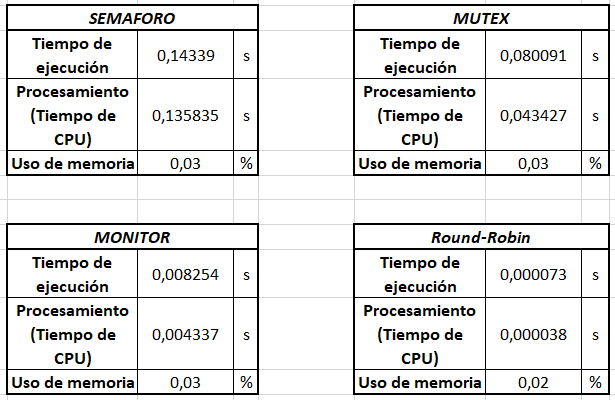 SEMAFORO
Tiempo de
ejecución 0,14339 s
Procesamiento
(Tiempo de 0,135835 s
CPU)
Uso de memoria 0,03 %
MUTEX
Tiempo de
ejecución 0,080091 s
Procesamiento
(Tiempo de 0,043427 s
CPU)
Uso de memoria 0,03 %
MONITOR
Tiempo de
ejecución 0,008254 s
Procesamiento
(Tiempo de 0,004337 s
CPU)
Uso de memoria 0,03 %
Round-Robin
Tiempo de
ejecución 0,000073 s
Procesamiento
(Tiempo de 0,000038 s
CPU)
Uso de memoria 0,02 %